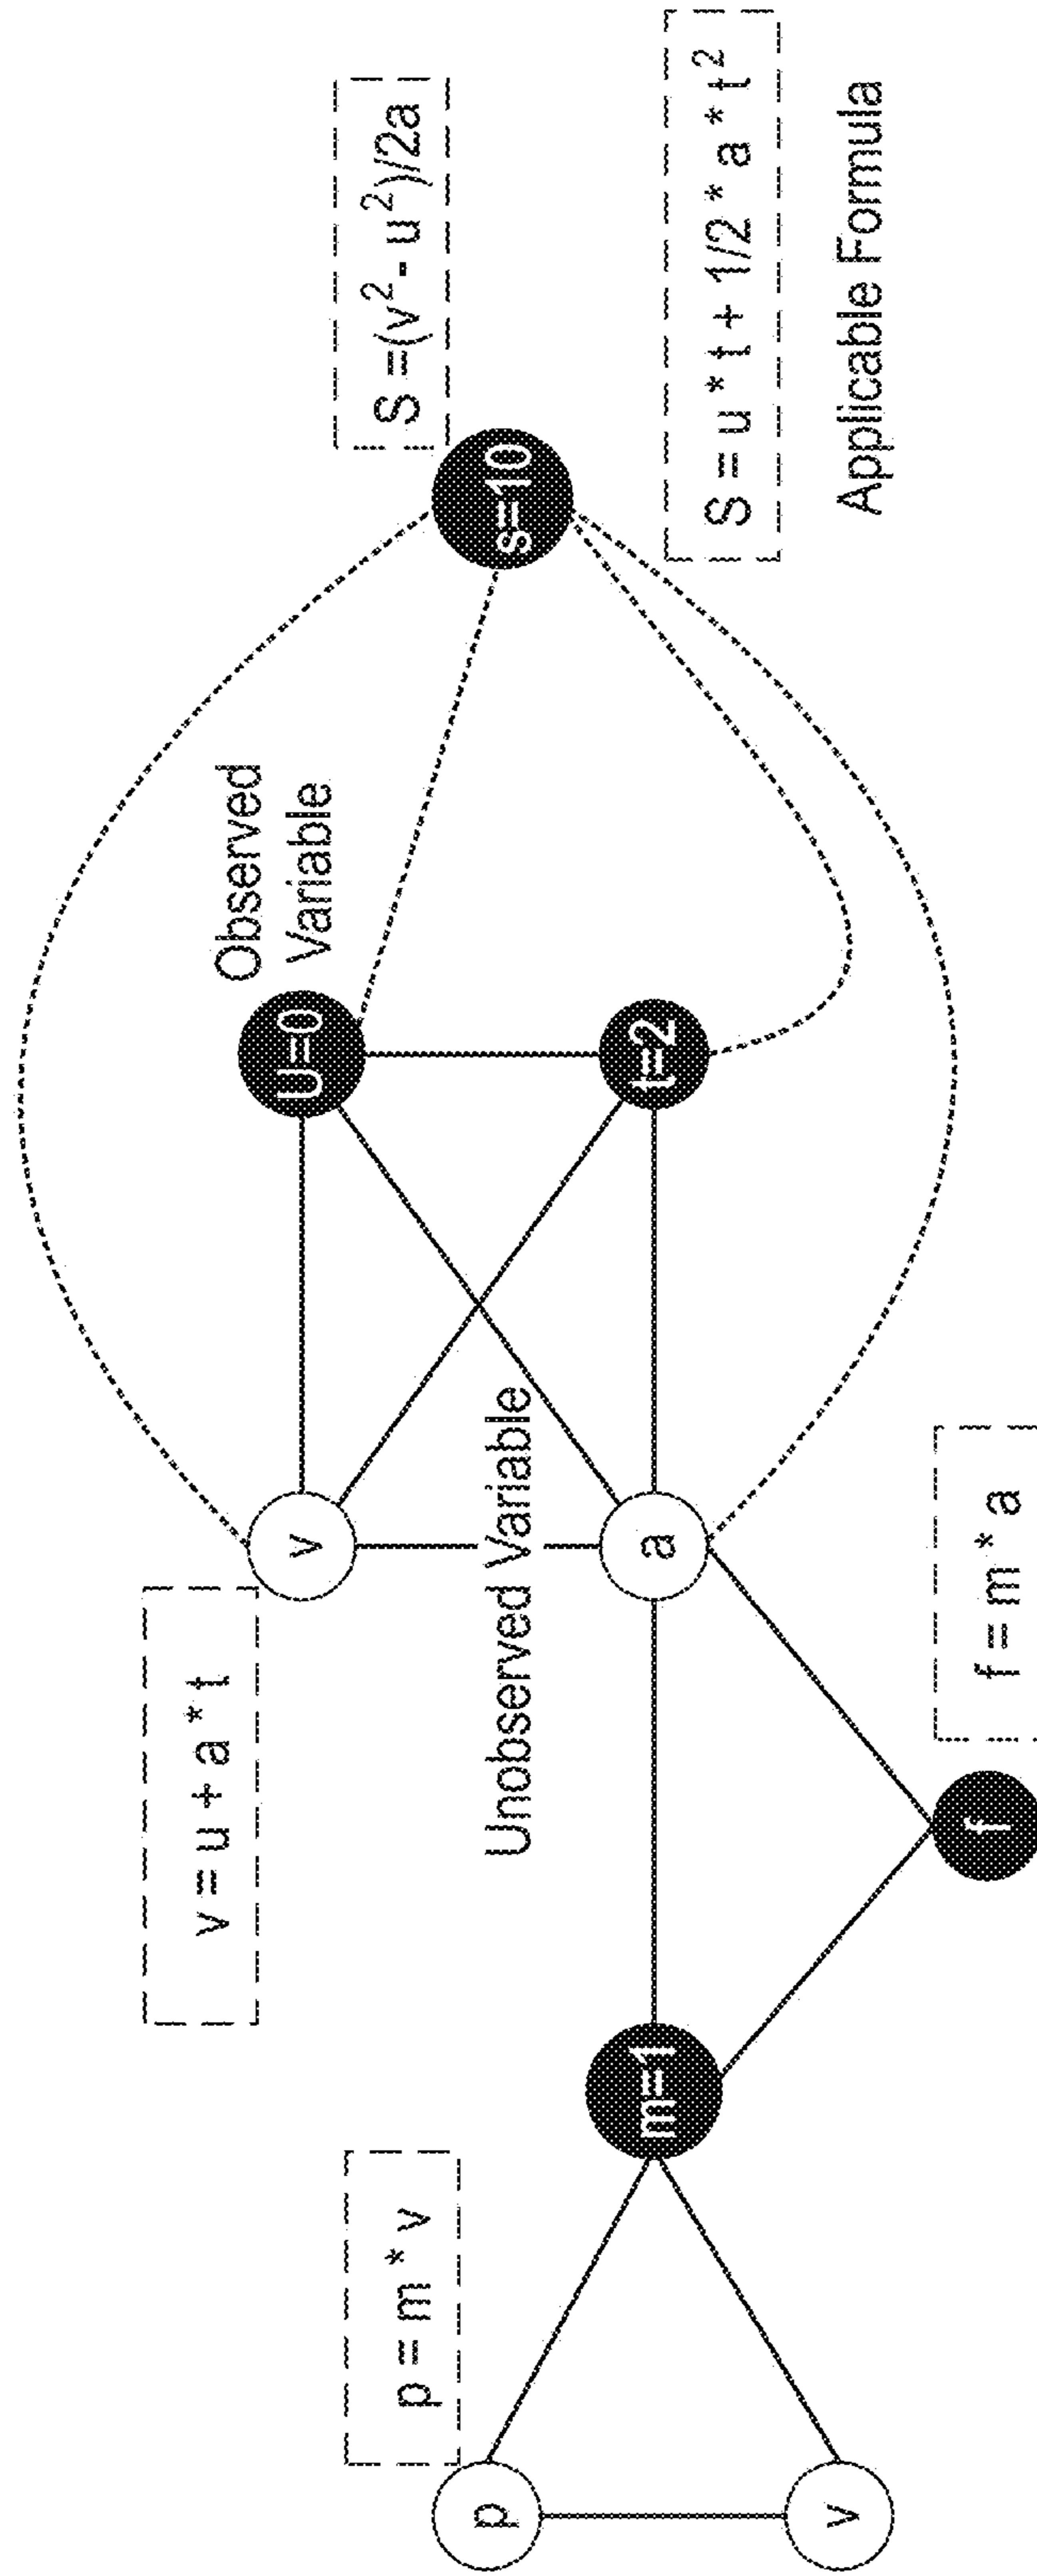 S = (v² - u²)/2a
v = u + a * t
Observed
Variable
U=0
v
p = m * v
s=10
p
Unobserved Variable
m=1
a
t=2
S = u * t + 1/2 * a * t²
v
Applicable Formula
f = m * a
f